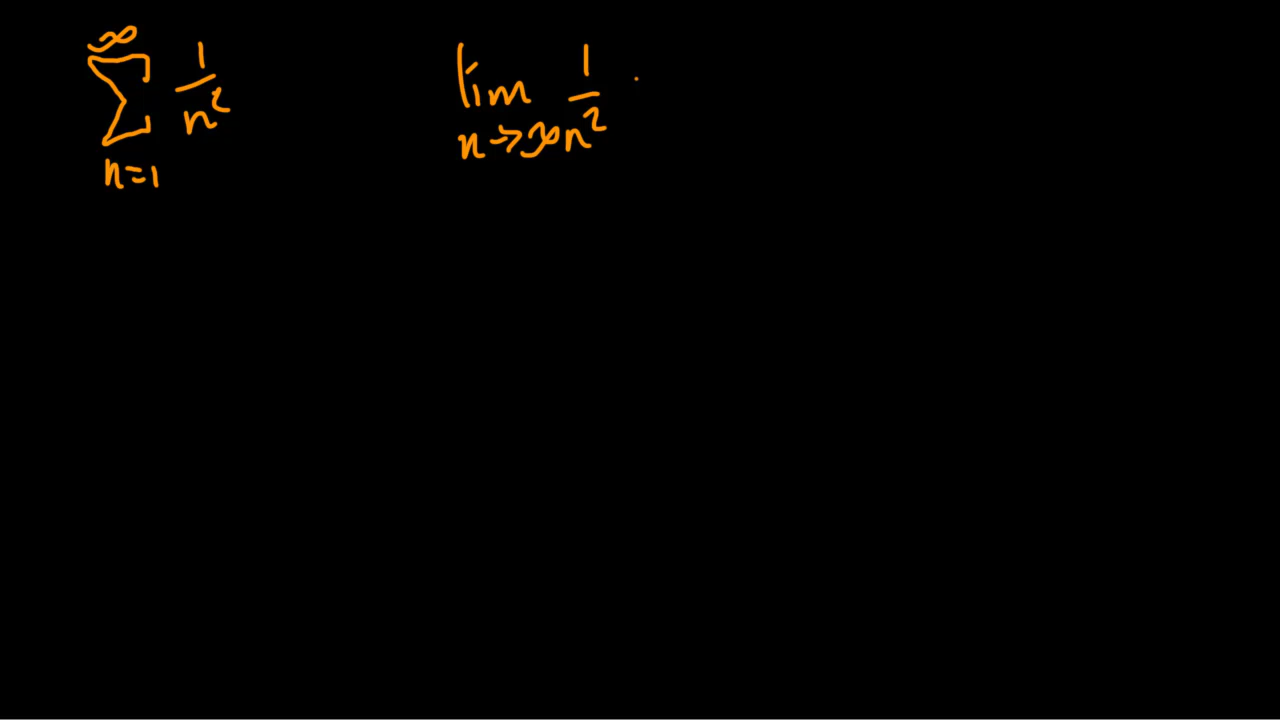 ∞
∑ 1/n²
n=1
lim 1/n²
n→∞